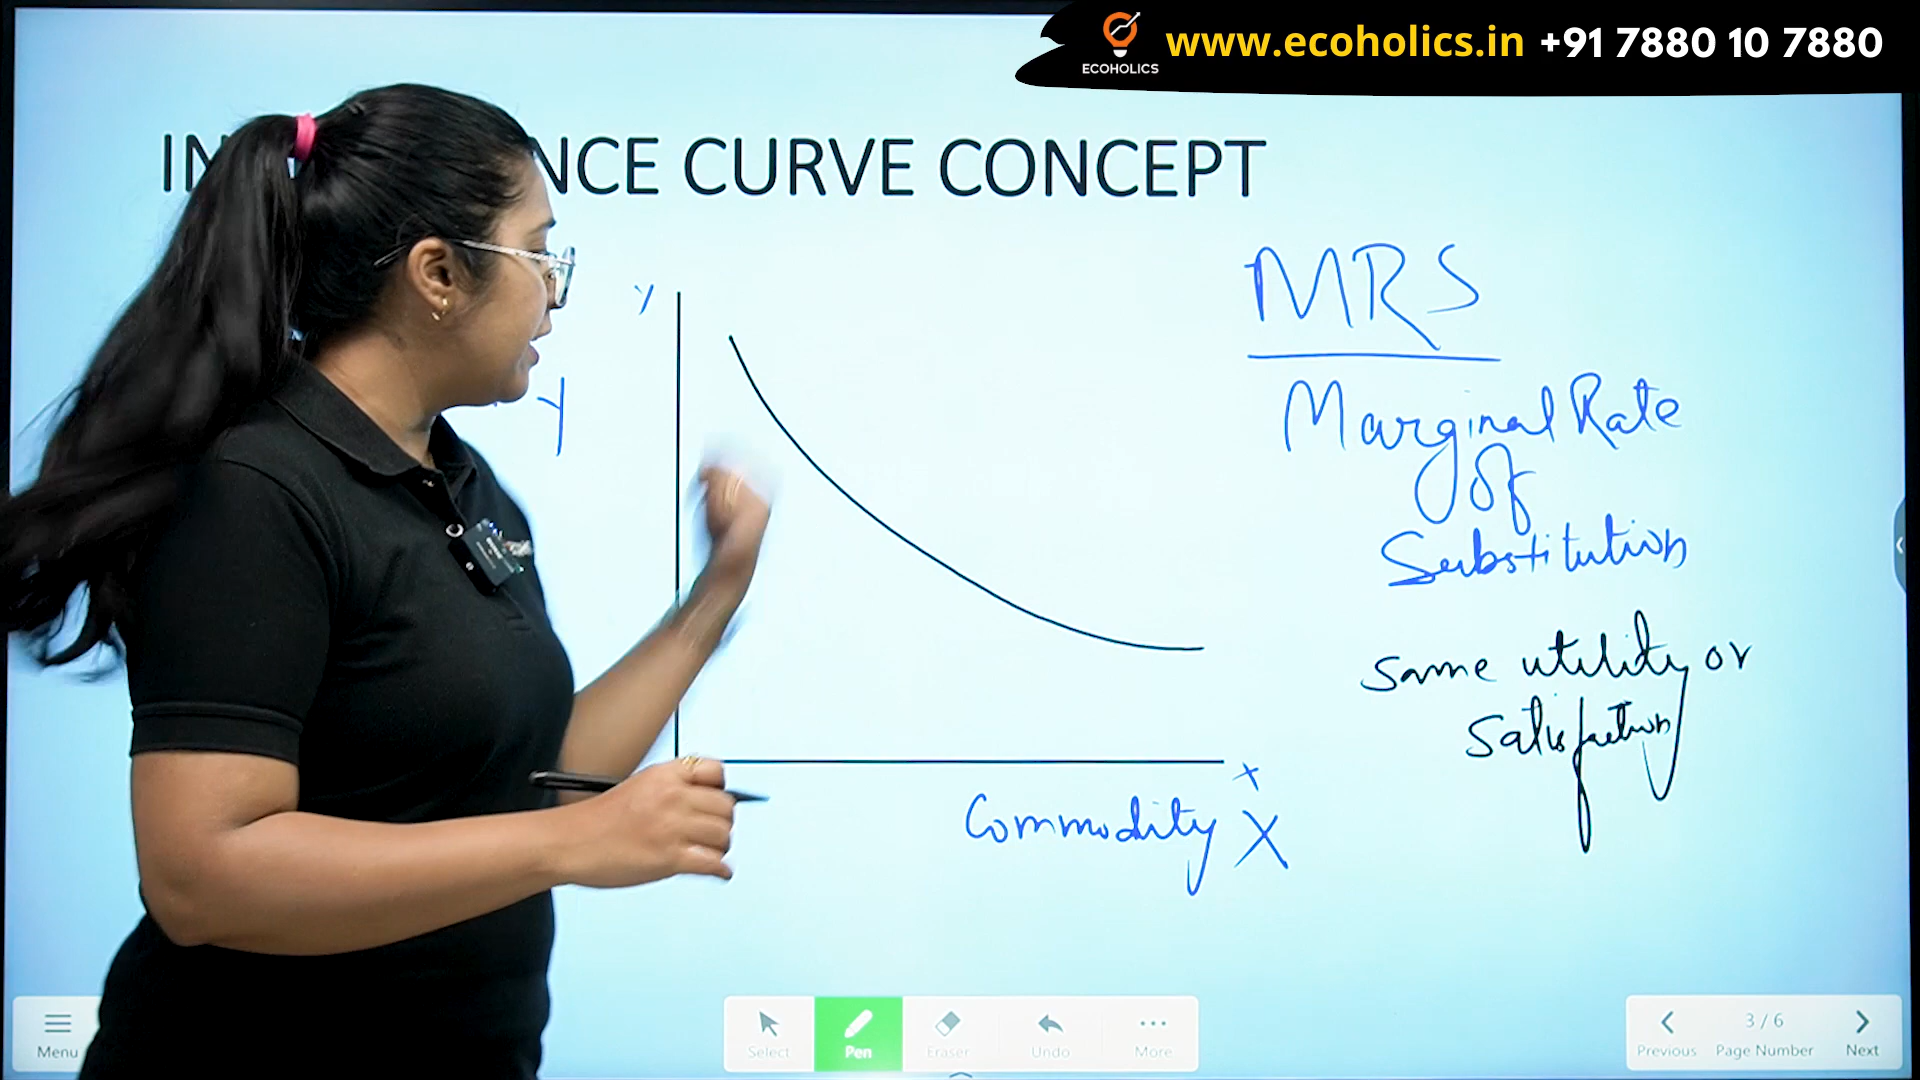 www.ecoholics.in +91 7880 10 7880
ECOHOLICS
NCE CURVE CONCEPT
MRS
Marginal Rate
of
Substitution
same utility or
satisfaction
y
Y
x
Commodity X
Menu
Select
Pen
Eraser
Undo
More
3 / 6
Previous
Page Number
Next